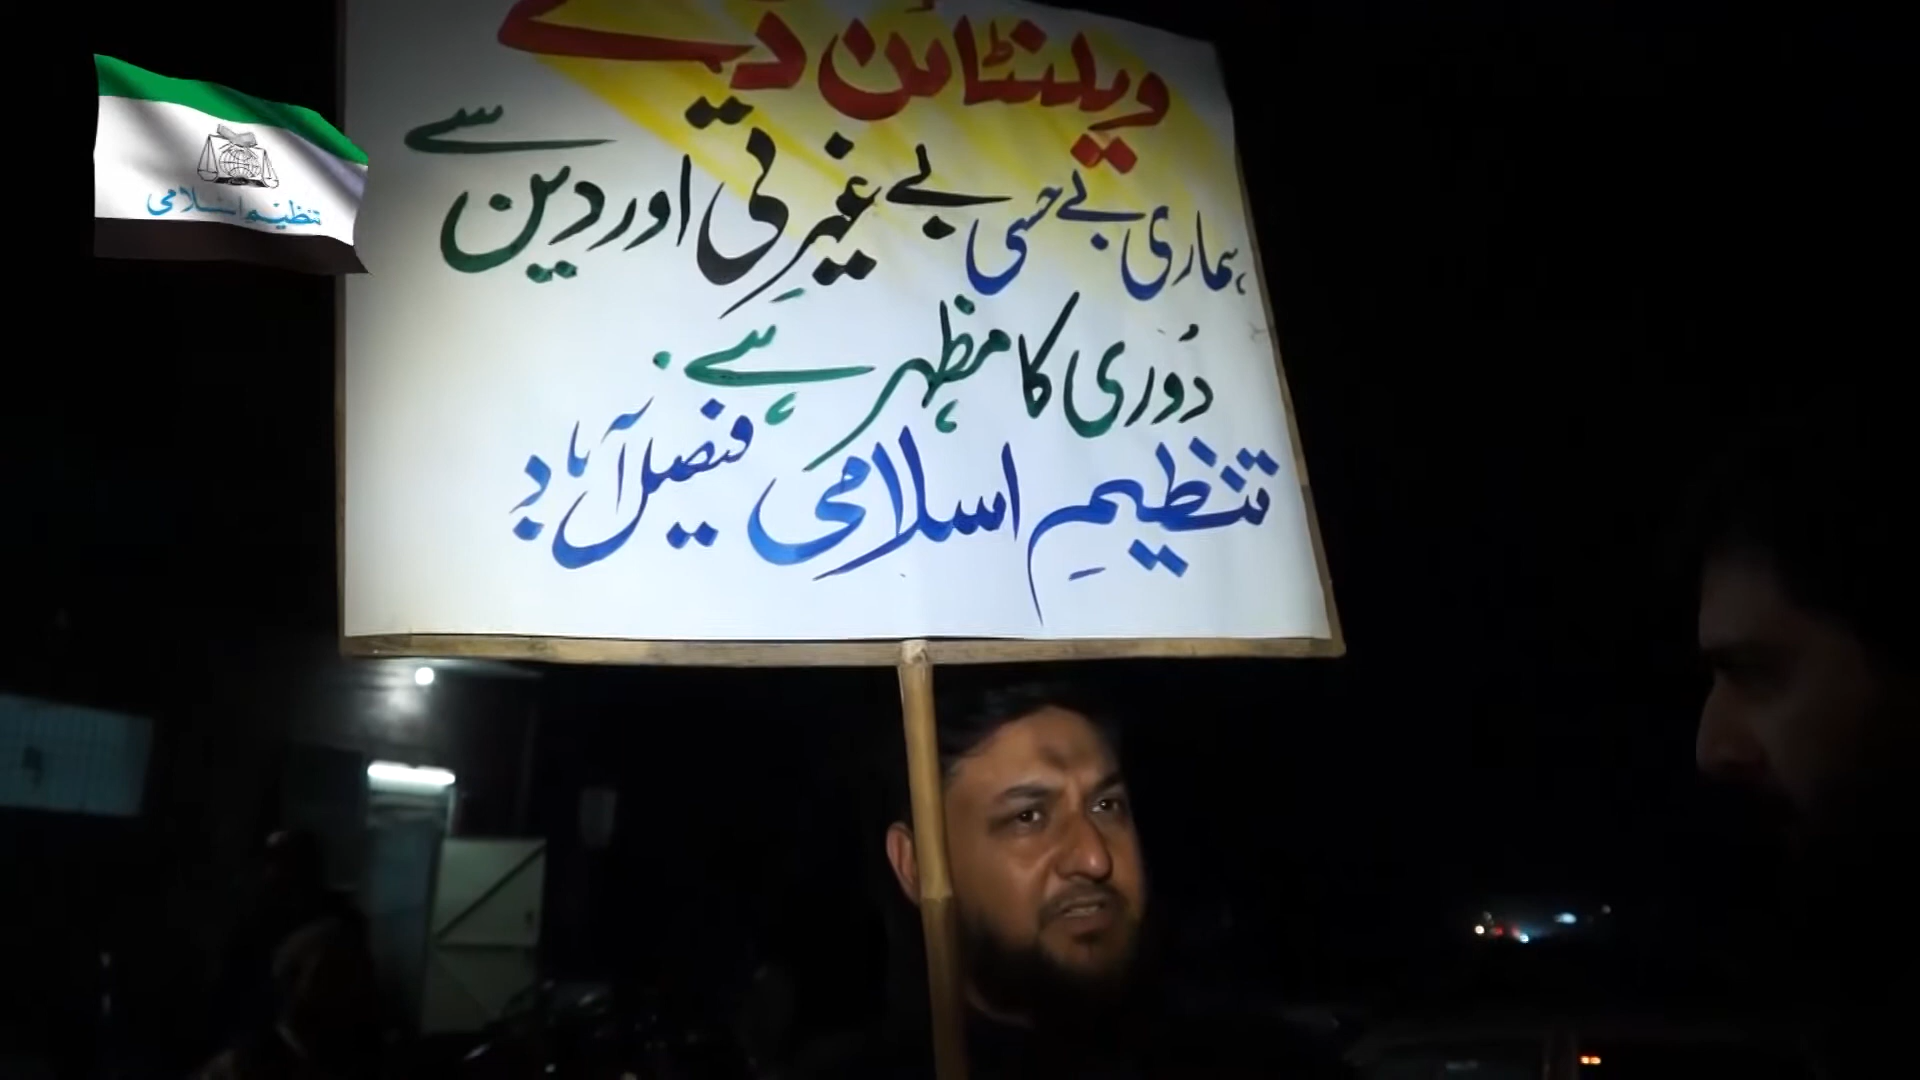 ویلنٹائن ڈے
ہماری بے حسی بے غیرتی اور دین سے
دُوری کا مظہر ہے۔
تنظیمِ اسلامی فیصل آباد
تنظیمِ اسلامی